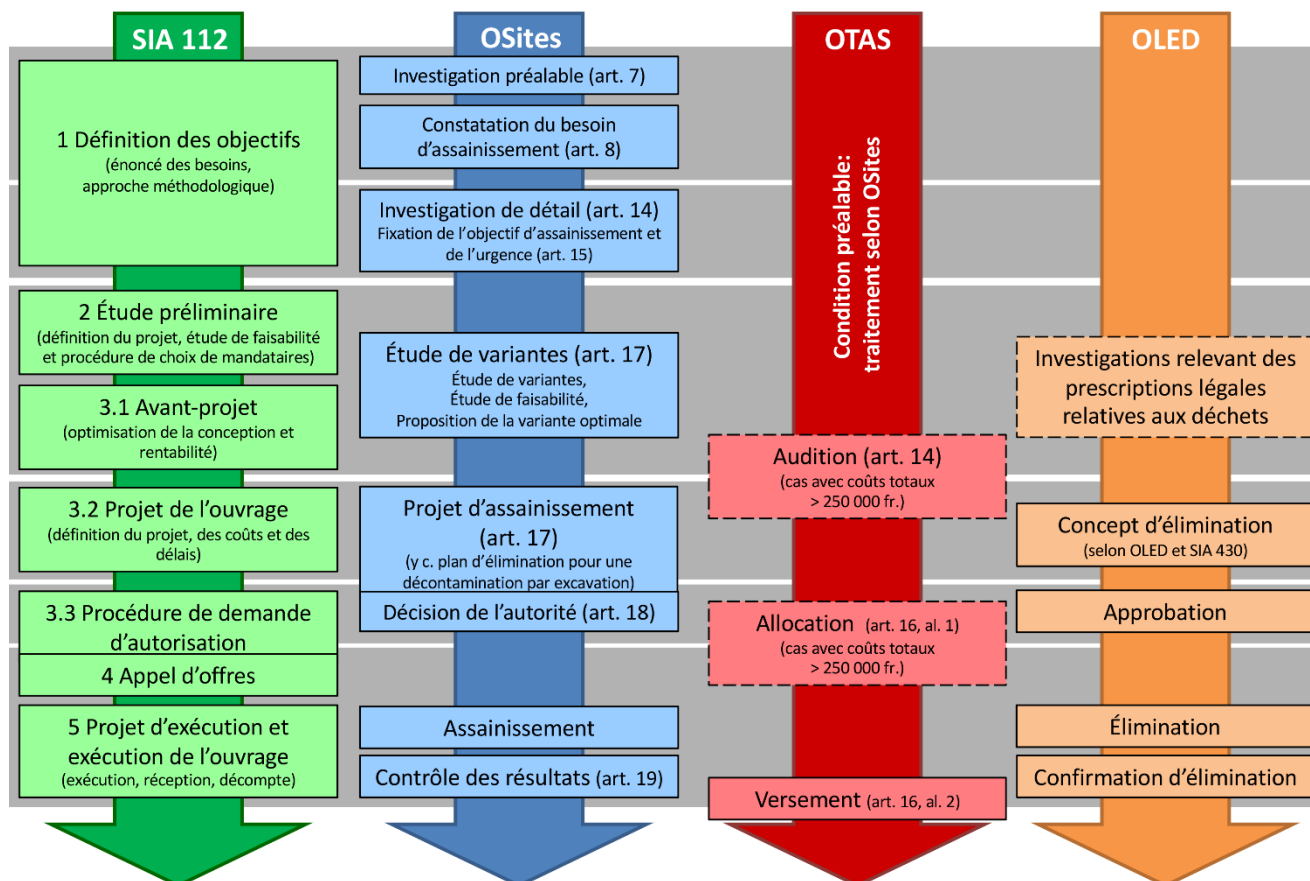 SIA 112
1 Définition des objectifs
(énoncé des besoins,
approche méthodologique)
2 Étude préliminaire
(définition du projet, étude de faisabilité
et procédure de choix de mandataires)
3.1 Avant-projet
(optimisation de la conception et
rentabilité)
3.2 Projet de l’ouvrage
(définition du projet, des coûts et des
délais)
3.3 Procédure de demande
d’autorisation
4 Appel d’offres
5 Projet d’exécution et
exécution de l’ouvrage
(exécution, réception, décompte)
OSites
Investigation préalable (art. 7)
Constatation du besoin
d’assainissement (art. 8)
Investigation de détail (art. 14)
Fixation de l’objectif d’assainissement et
de l’urgence (art. 15)
Étude de variantes (art. 17)
Étude de variantes,
Étude de faisabilité,
Proposition de la variante optimale
Projet d’assainissement
(art. 17)
(y c. plan d’élimination pour une
décontamination par excavation)
Décision de l’autorité (art. 18)
Assainissement
Contrôle des résultats (art. 19)
OTAS
Condition préalable:
traitement selon OSites
Audition (art. 14)
(cas avec coûts totaux
> 250 000 fr.)
Allocation (art. 16, al. 1)
(cas avec coûts totaux
> 250 000 fr.)
Versement (art. 16, al. 2)
OLED
Investigations relevant des
prescriptions légales
relatives aux déchets
Concept d’élimination
(selon OLED et SIA 430)
Approbation
Élimination
Confirmation d’élimination